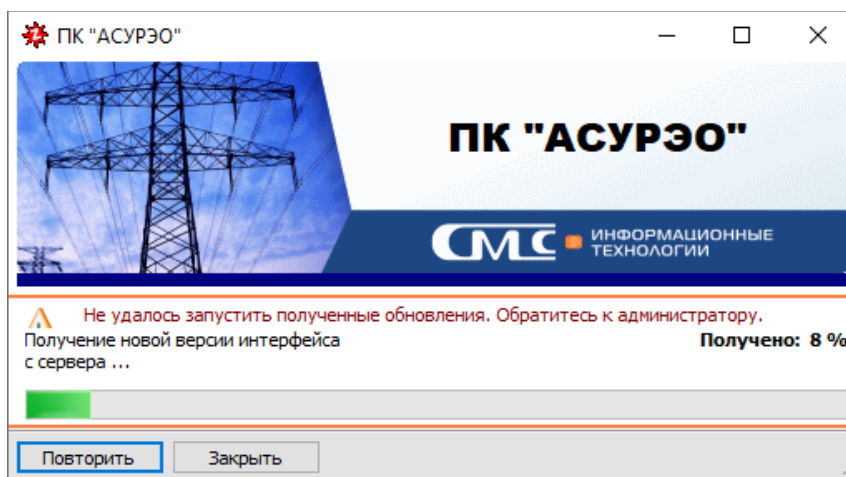 ПК "АСУРЭО"
ПК "АСУРЭО"
СМС ИНФОРМАЦИОННЫЕ
ТЕХНОЛОГИИ
Не удалось запустить полученные обновления. Обратитесь к администратору.
Получение новой версии интерфейса
с сервера ...
Получено: 8 %
Повторить
Закрыть